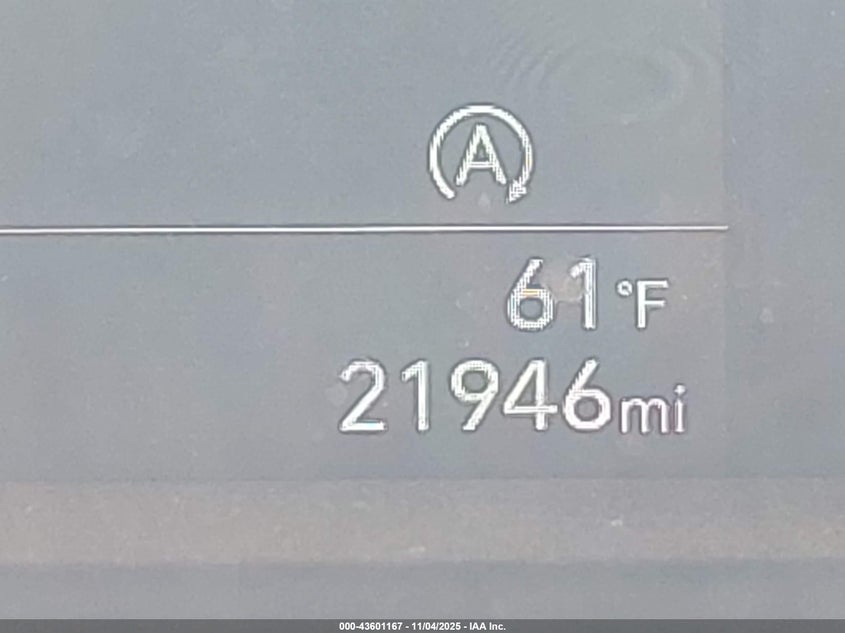 A
61°F
21946mi
000-43601167 - 11/04/2025 - IAA Inc.